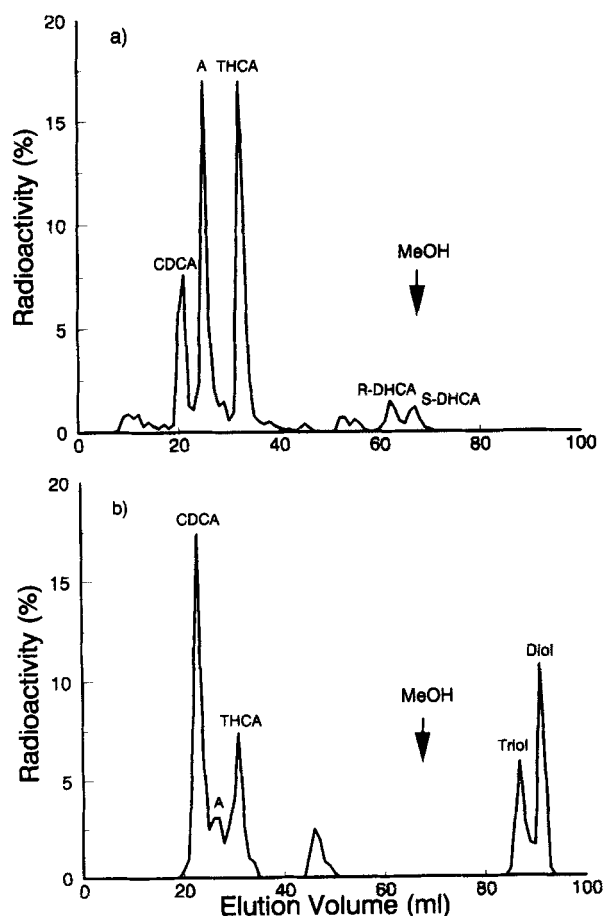 a)
20
15
10
5
0
Radioactivity (%)
A THCA
CDCA
MeOH
R-DHCA
S-DHCA
0 20 40 60 80 100
b)
20
15
10
5
0
Radioactivity (%)
CDCA
THCA
A
MeOH
Diol
Triol
0 20 40 60 80 100
Elution Volume (ml)